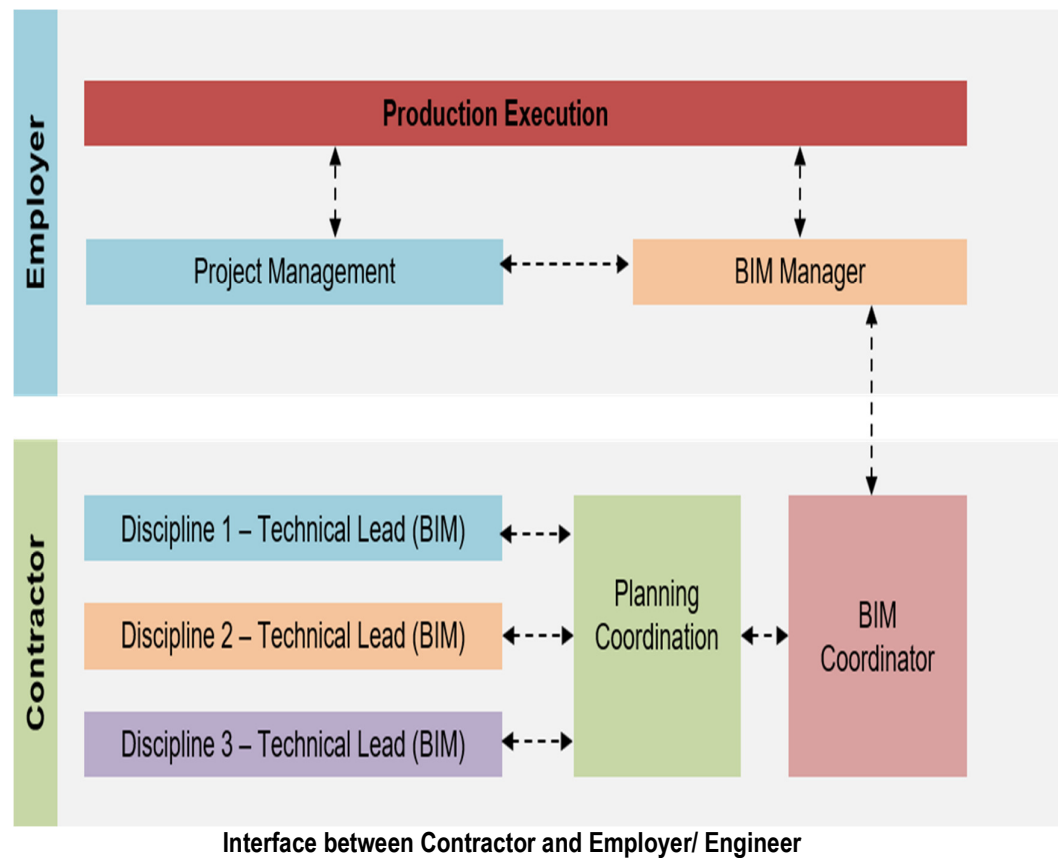 Employer
Production Execution
Project Management
BIM Manager
Contractor
Discipline 1 – Technical Lead (BIM)
Discipline 2 – Technical Lead (BIM)
Discipline 3 – Technical Lead (BIM)
Planning
Coordination
BIM
Coordinator
Interface between Contractor and Employer/ Engineer